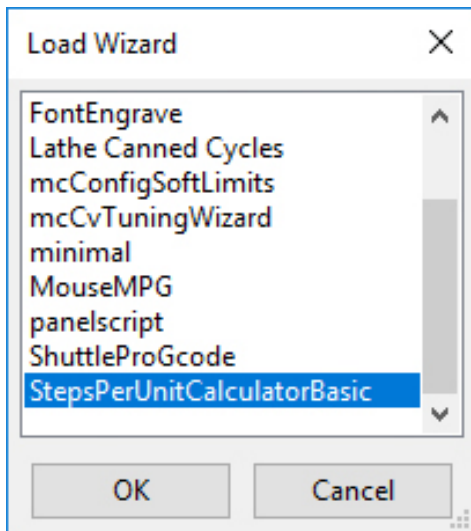 Load Wizard
FontEngrave
Lathe Canned Cycles
mcConfigSoftLimits
mcCvTuningWizard
minimal
MouseMPG
panelscript
ShuttleProGcode
StepsPerUnitCalculatorBasic
OK Cancel